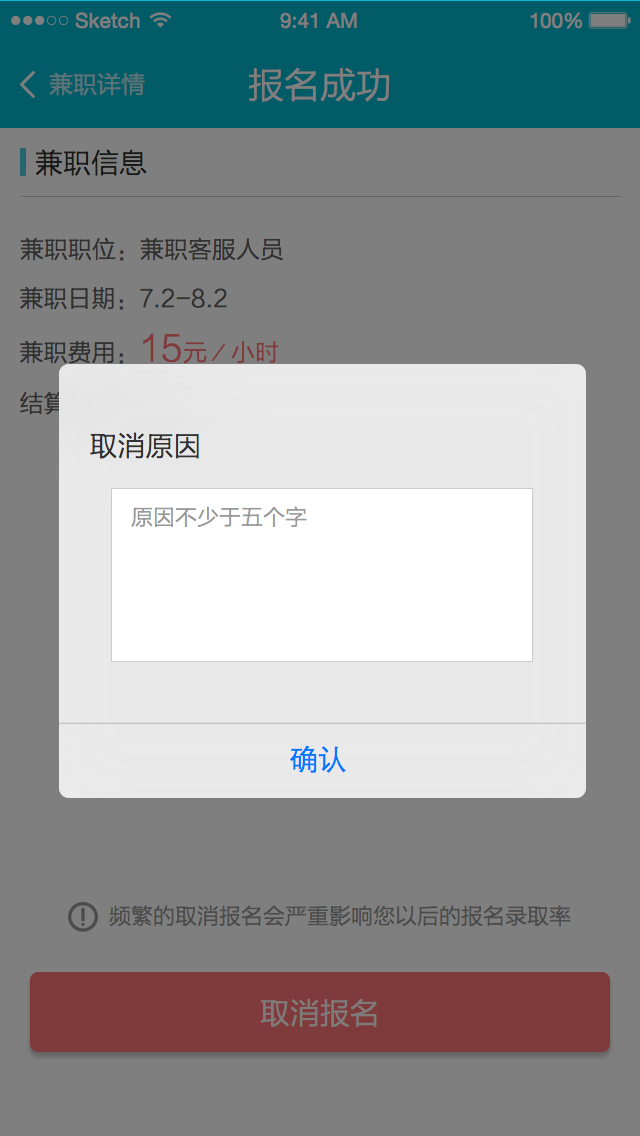 Sketch 9:41 AM 100%
兼职详情 报名成功
兼职信息
兼职职位：兼职客服人员
兼职日期：7.2-8.2
兼职费用：15元／小时
结算
取消原因
原因不少于五个字
确认
频繁的取消报名会严重影响您以后的报名录取率
取消报名